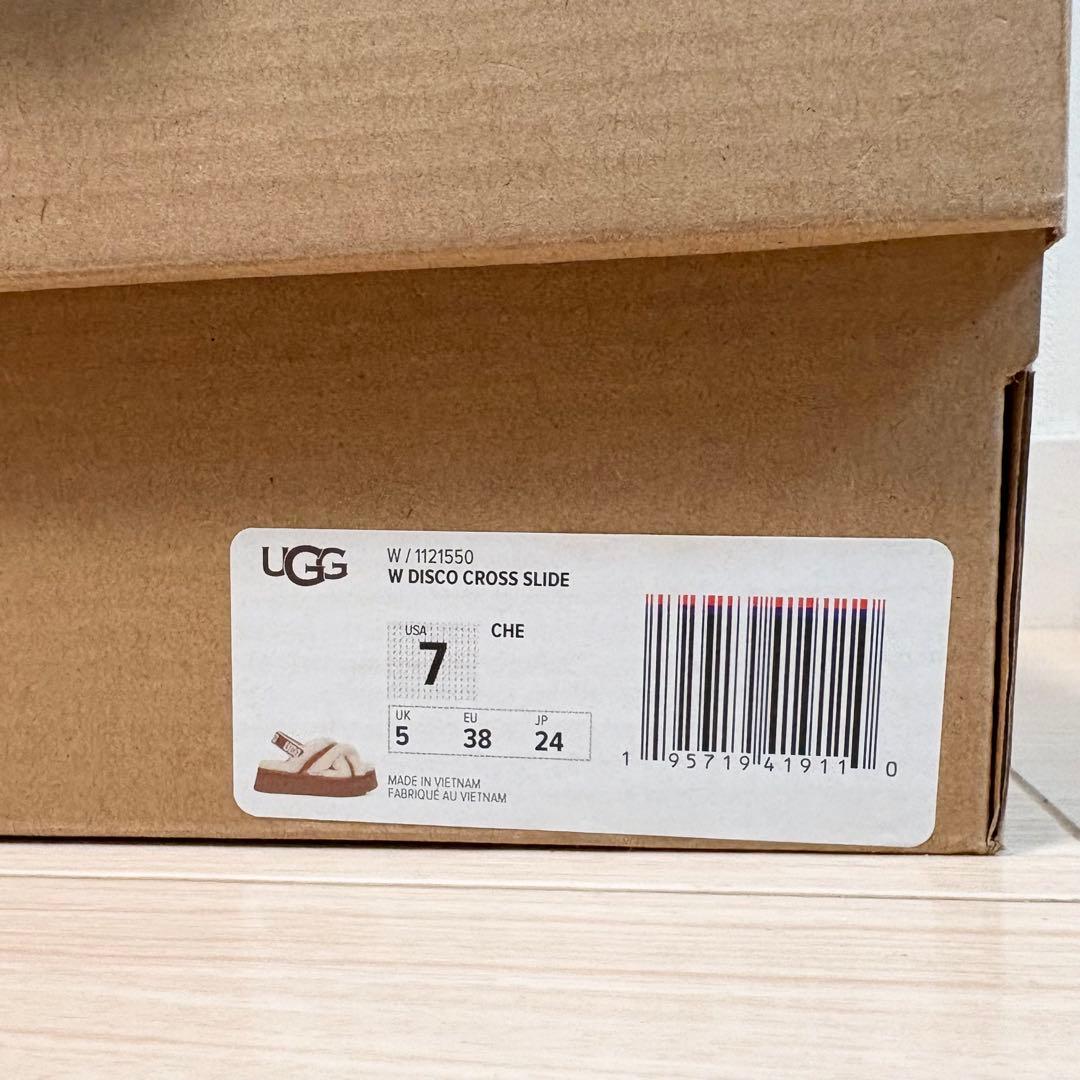 UGG
W / 1121550
W DISCO CROSS SLIDE
USA
7
CHE
UK EU JP
5 38 24
UGG
MADE IN VIETNAM
FABRIQUÉ AU VIETNAM
1 95719 41911 0